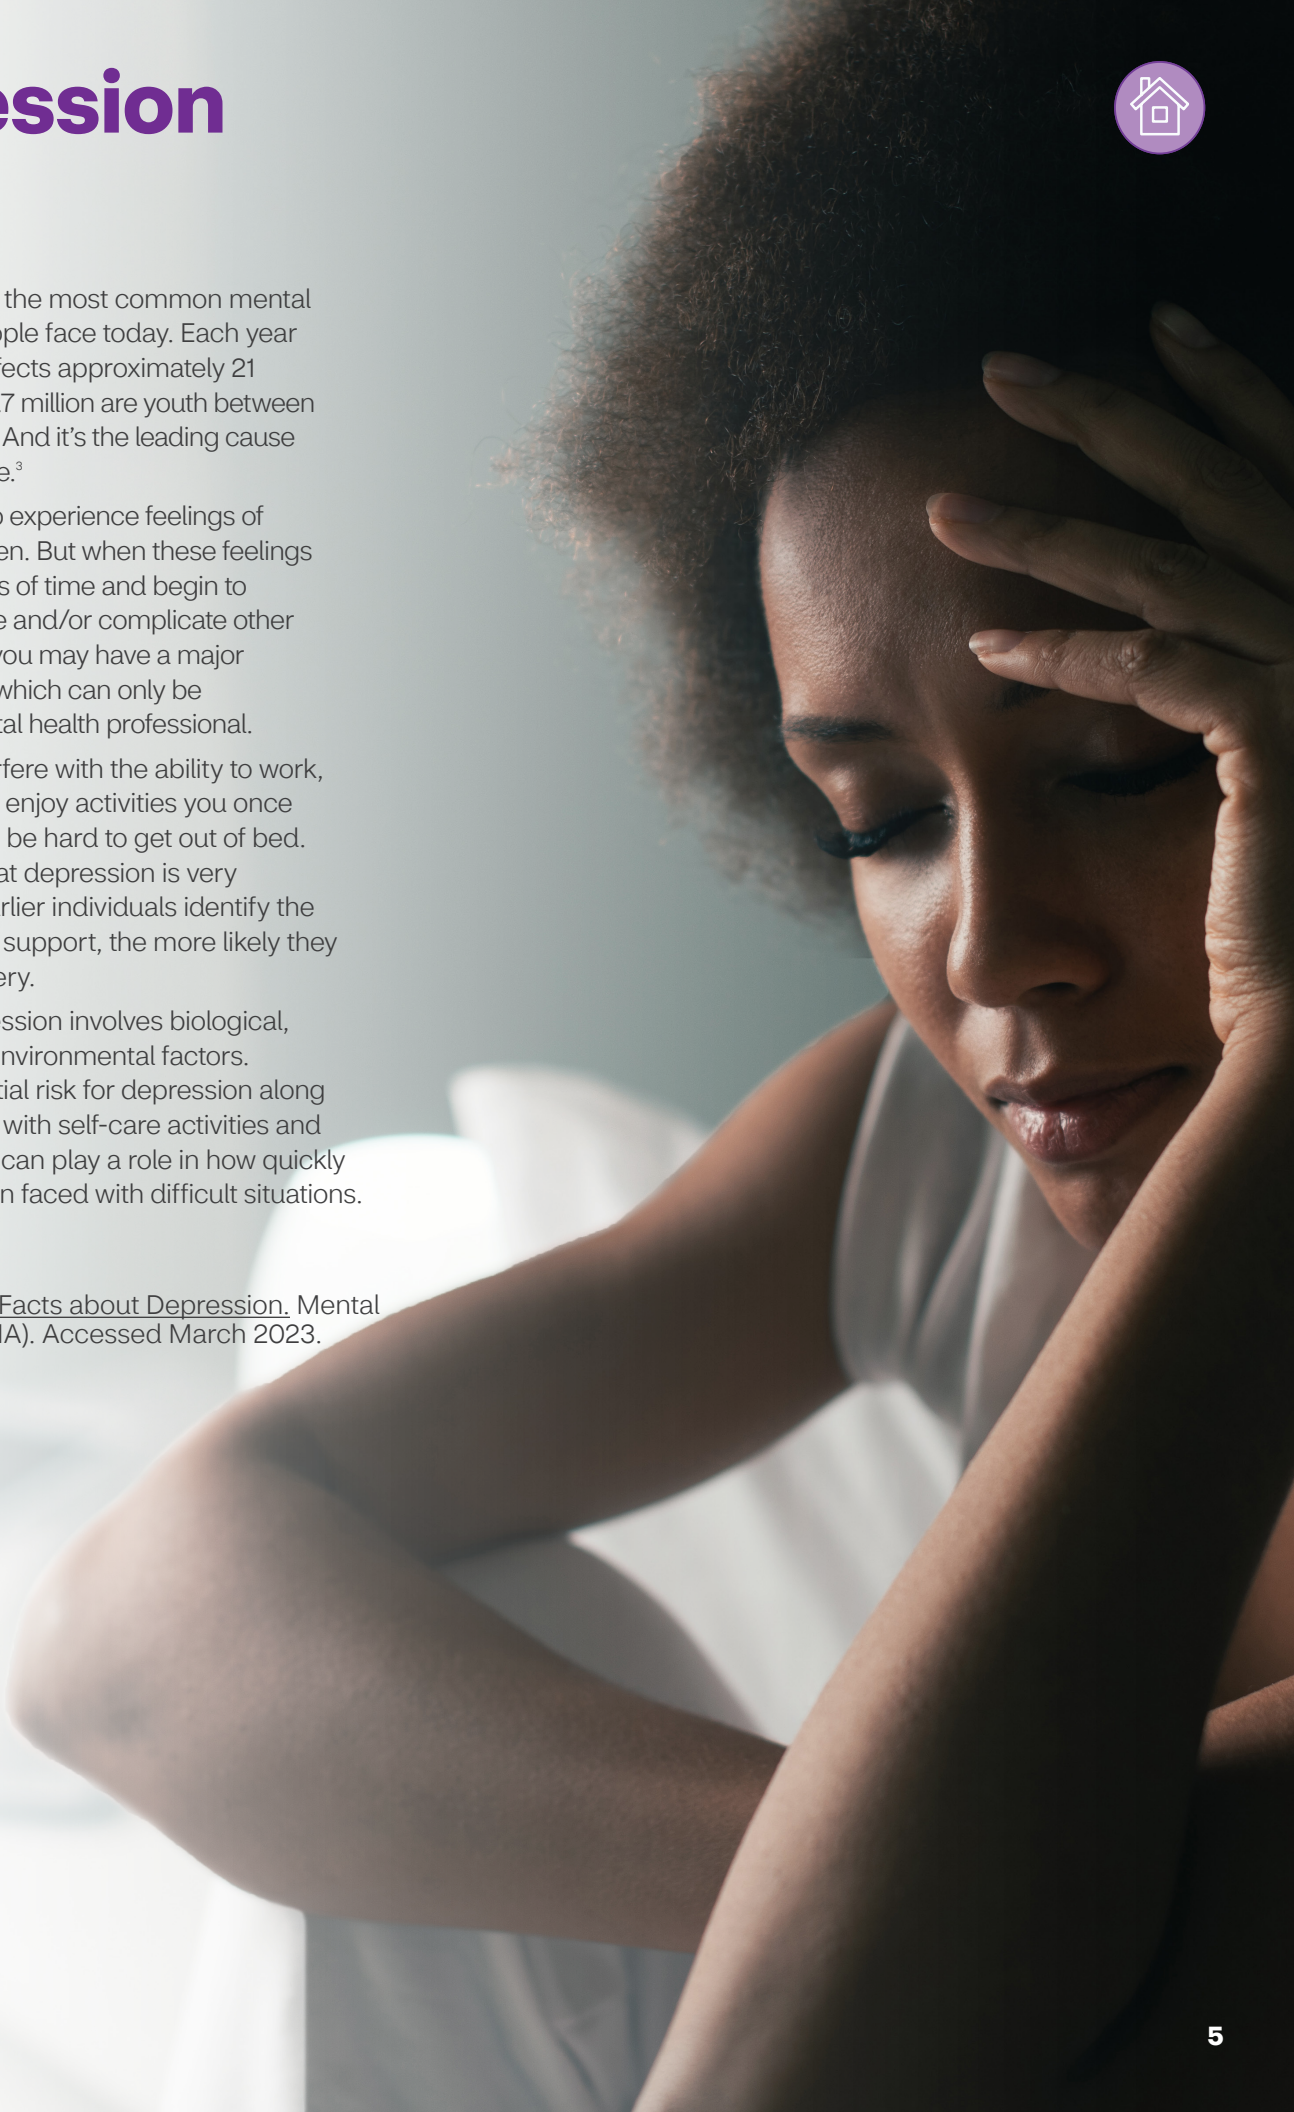 ession
the most common mental
ople face today. Each year
fects approximately 21
.7 million are youth between
And it’s the leading cause
e.³
o experience feelings of
en. But when these feelings
s of time and begin to
e and/or complicate other
you may have a major
which can only be
tal health professional.
rfere with the ability to work,
enjoy activities you once
be hard to get out of bed.
at depression is very
rlier individuals identify the
support, the more likely they
ery.
ssion involves biological,
nvironmental factors.
tial risk for depression along
with self-care activities and
can play a role in how quickly
n faced with difficult situations.
Facts about Depression. Mental
HA). Accessed March 2023.
5